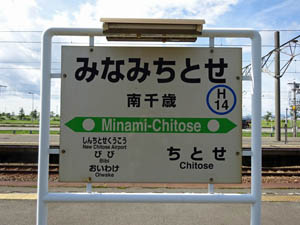 みなみちとせ
南千歳
H
14
Minami-Chitose
しんちとせくうこう
New Chitose Airport
びび
Bibi
おいわけ
Oiwake
ちとせ
Chitose